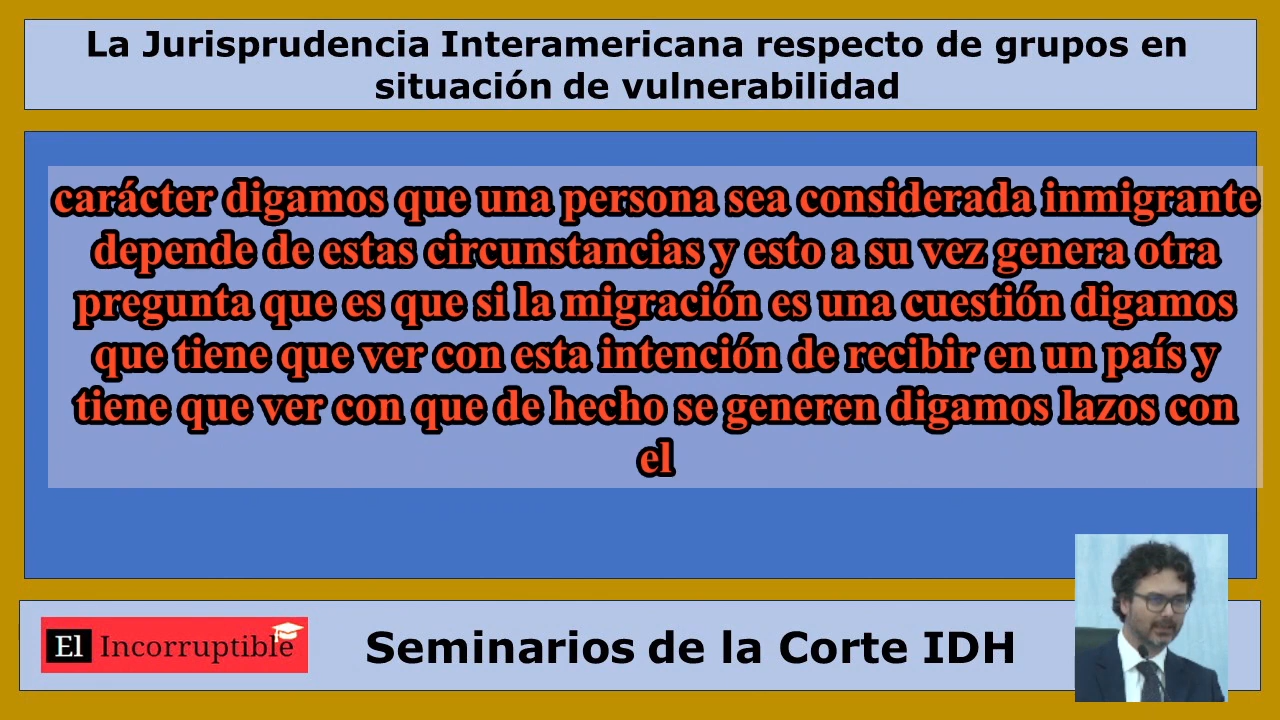 La Jurisprudencia Interamericana respecto de grupos en
situación de vulnerabilidad
carácter digamos que una persona sea considerada inmigrante
depende de estas circunstancias y esto a su vez genera otra
pregunta que es que si la migración es una cuestión digamos
que tiene que ver con esta intención de recibir en un país y
tiene que ver con que de hecho se generen digamos lazos con
el
El Incorruptible
Seminarios de la Corte IDH